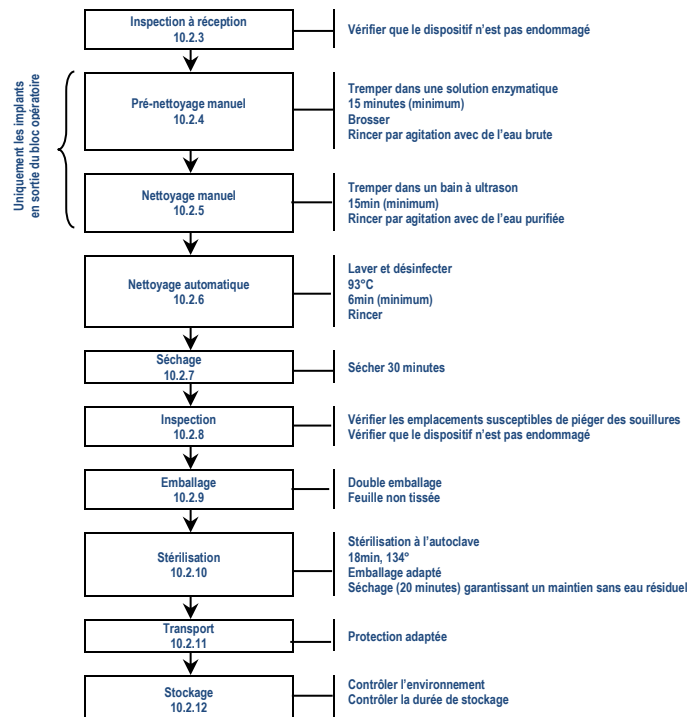 Inspection à réception
10.2.3
Vérifier que le dispositif n'est pas endommagé
Uniquement les implants
en sortie du bloc opératoire
Pré-nettoyage manuel
10.2.4
Tremper dans une solution enzymatique
15 minutes (minimum)
Brosser
Rincer par agitation avec de l'eau brute
Nettoyage manuel
10.2.5
Tremper dans un bain à ultrason
15min (minimum)
Rincer par agitation avec de l'eau purifiée
Nettoyage automatique
10.2.6
Laver et désinfecter
93°C
6min (minimum)
Rincer
Séchage
10.2.7
Sécher 30 minutes
Inspection
10.2.8
Vérifier les emplacements susceptibles de piéger des souillures
Vérifier que le dispositif n'est pas endommagé
Emballage
10.2.9
Double emballage
Feuille non tissée
Stérilisation
10.2.10
Stérilisation à l'autoclave
18min, 134°
Emballage adapté
Séchage (20 minutes) garantissant un maintien sans eau résiduel
Transport
10.2.11
Protection adaptée
Stockage
10.2.12
Contrôler l'environnement
Contrôler la durée de stockage